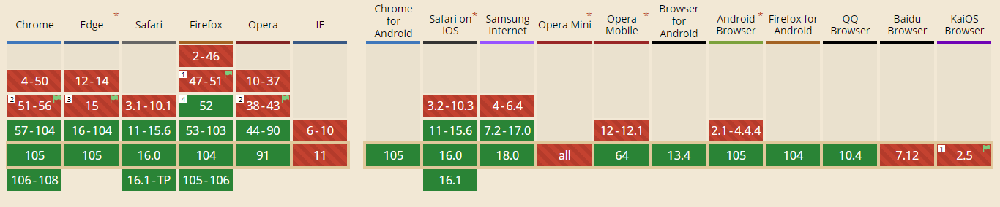 Chrome Edge * Safari Firefox Opera IE Chrome for Android Safari on iOS * Samsung Internet Opera Mini * Opera Mobile * Browser for Android Android Browser * Firefox for Android QQ Browser Baidu Browser KaiOS Browser
2-46
4-50 12-14 1 47-51 10-37
2 51-56 3 15 3.1-10.1 4 52 2 38-43 3.2-10.3 4-6.4
57-104 16-104 11-15.6 53-103 44-90 6-10 11-15.6 7.2-17.0 12-12.1 2.1-4.4.4
105 105 16.0 104 91 11 105 16.0 18.0 all 64 13.4 105 104 10.4 7.12 1 2.5
106-108 16.1-TP 105-106 16.1